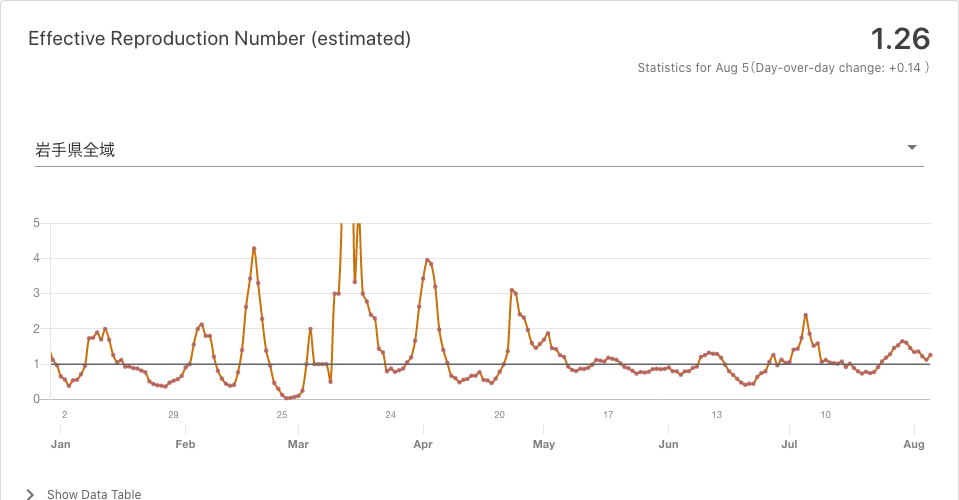 Effective Reproduction Number (estimated)
1.26
Statistics for Aug 5(Day-over-day change: +0.14 )
岩手県全域
5
4
3
2
1
0
2 29 25 24 20 17 13 10
Jan Feb Mar Apr May Jun Jul Aug
Show Data Table